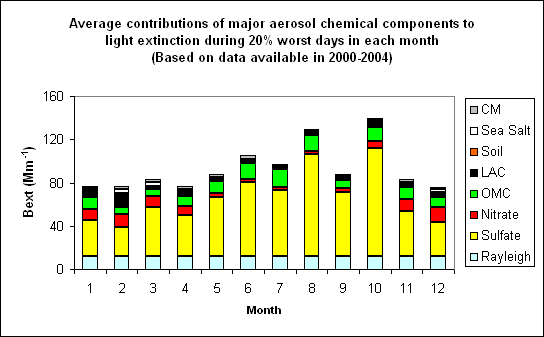 Average contributions of major aerosol chemical components to
light extinction during 20% worst days in each month
(Based on data available in 2000-2004)
160
120
80
40
0
Bext (Mm⁻¹)
1 2 3 4 5 6 7 8 9 10 11 12
Month
CM
Sea Salt
Soil
LAC
OMC
Nitrate
Sulfate
Rayleigh